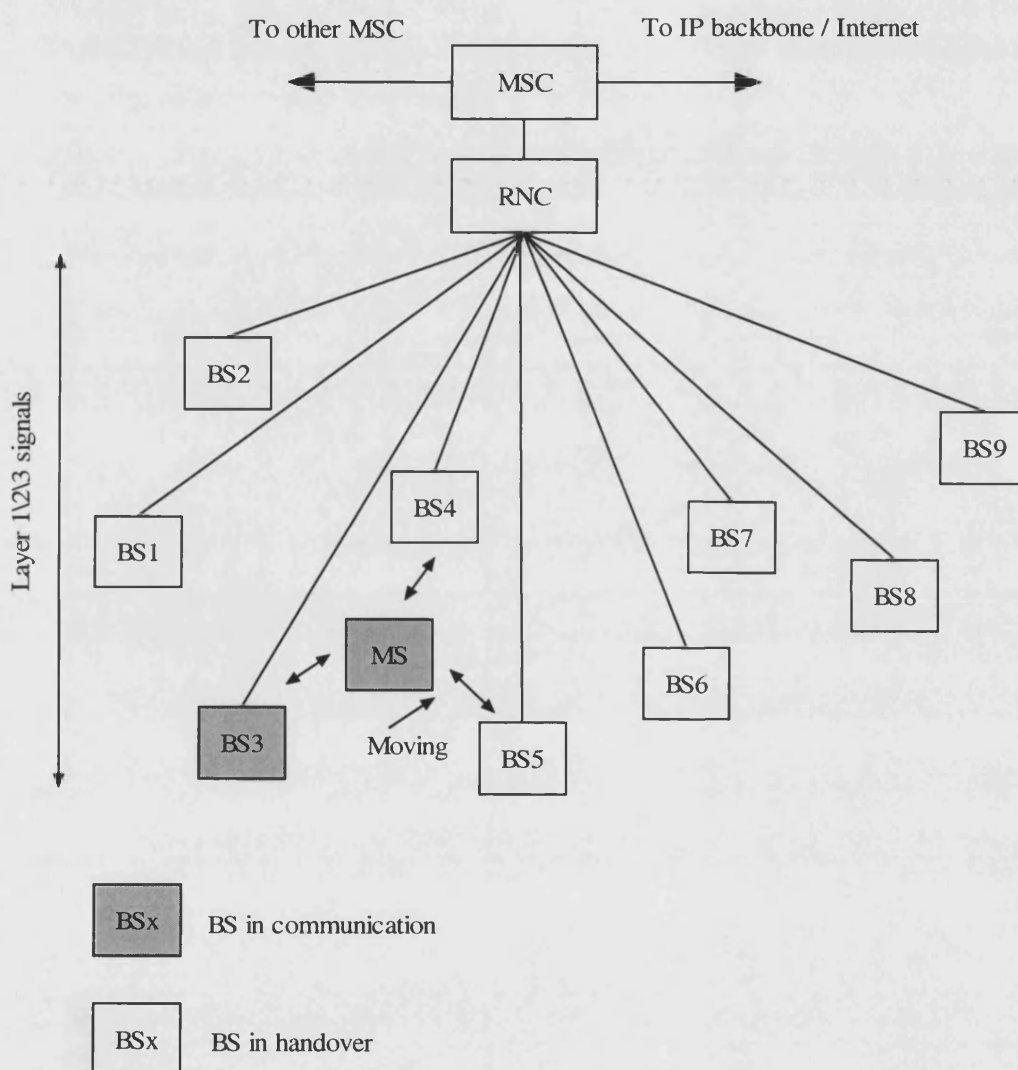 To other MSC
To IP backbone / Internet
MSC
RNC
Layer 1\2\3 signals
BS2
BS9
BS4
BS1
BS7
BS8
MS
BS6
BS3
Moving
BS5
BSx
BS in communication
BSx
BS in handover